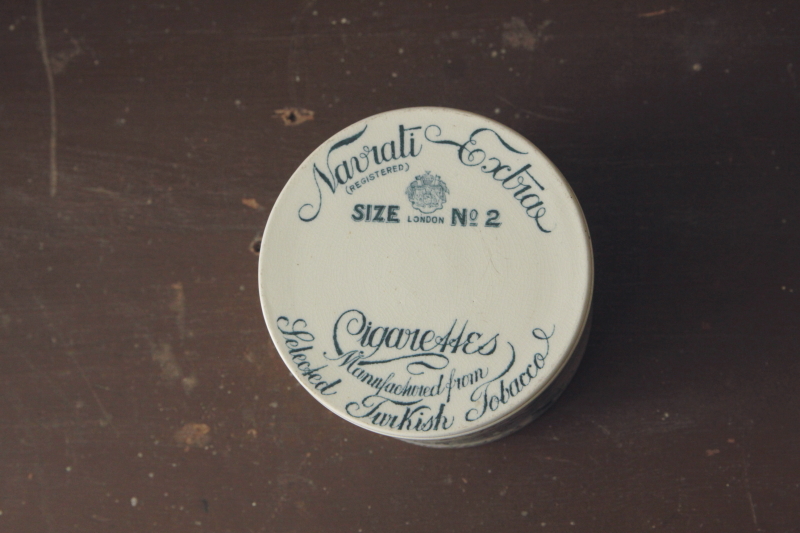 Navrati Extra
(REGISTERED)
SIZE LONDON Nº 2
Cigarettes
Manufactured from
Selected Turkish Tobacco